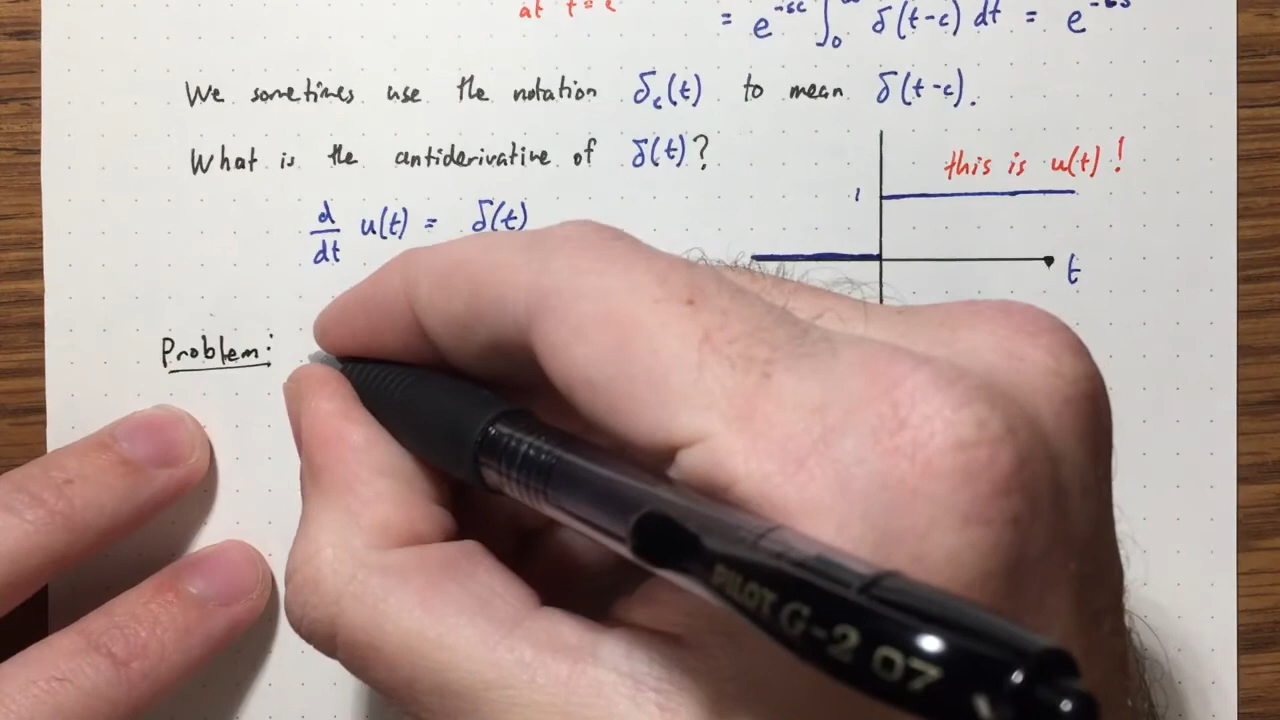 at t=c
= e^{-sc} ∫_0 δ(t-c) dt = e
We sometimes use the notation δ_c(t) to mean δ(t-c).
What is the antiderivative of δ(t)?
this is u(t)!
1
d/dt u(t) = δ(t)
t
Problem:
PILOT G-2 07